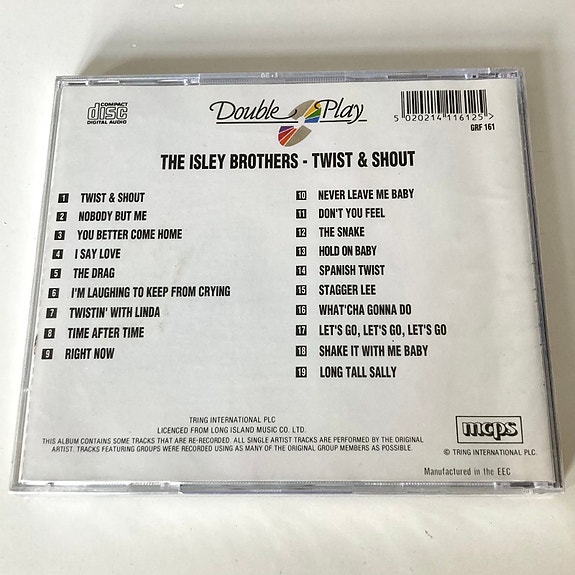 COMPACT
disc
DIGITAL AUDIO
Double Play
5 020214 116125 >
GRF 161
THE ISLEY BROTHERS - TWIST & SHOUT
1 TWIST & SHOUT
2 NOBODY BUT ME
3 YOU BETTER COME HOME
4 I SAY LOVE
5 THE DRAG
6 I'M LAUGHING TO KEEP FROM CRYING
7 TWISTIN' WITH LINDA
8 TIME AFTER TIME
9 RIGHT NOW
10 NEVER LEAVE ME BABY
11 DON'T YOU FEEL
12 THE SNAKE
13 HOLD ON BABY
14 SPANISH TWIST
15 STAGGER LEE
16 WHAT'CHA GONNA DO
17 LET'S GO, LET'S GO, LET'S GO
18 SHAKE IT WITH ME BABY
19 LONG TALL SALLY
TRING INTERNATIONAL PLC
LICENCED FROM LONG ISLAND MUSIC CO. LTD.
THIS ALBUM CONTAINS SOME TRACKS THAT ARE RE-RECORDED. ALL SINGLE ARTIST TRACKS ARE PERFORMED BY THE ORIGINAL
ARTIST. TRACKS FEATURING GROUPS WERE RECORDED USING AS MANY OF THE ORIGINAL GROUP MEMBERS AS POSSIBLE.
mcps
© TRING INTERNATIONAL PLC.
Manufactured in the EEC